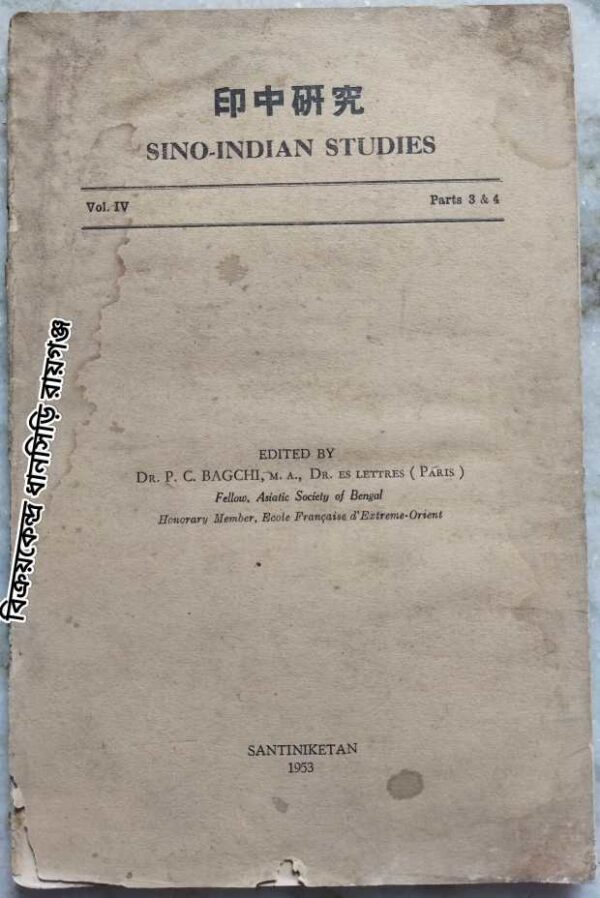 印中研究
SINO-INDIAN STUDIES
Vol. IV Parts 3 & 4
EDITED BY
DR. P. C. BAGCHI, M. A., DR. ES LETTRES ( PARIS )
Fellow, Asiatic Society of Bengal
Honorary Member, Ecole Française d'Extreme-Orient
SANTINIKETAN
1953
বিক্রয়কেন্দ্র ধানসিড়ি রায়গঞ্জ